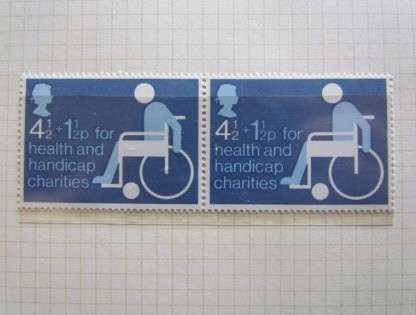 4½+1½p for
health and
handicap
charities
4½+1½p for
health and
handicap
charities